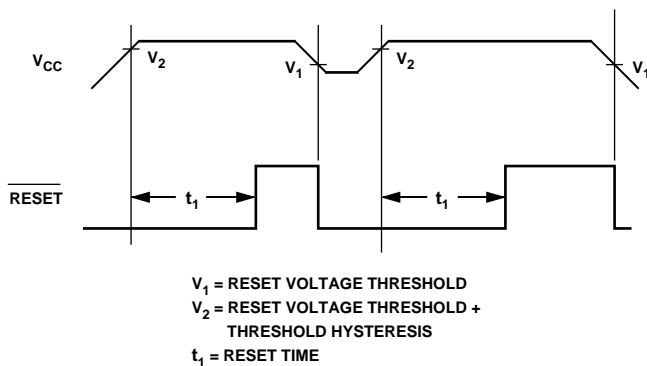 V₂
V₁
V₂
V₁
V_CC
RESET
t₁
t₁
V₁ = RESET VOLTAGE THRESHOLD
V₂ = RESET VOLTAGE THRESHOLD +
THRESHOLD HYSTERESIS
t₁ = RESET TIME